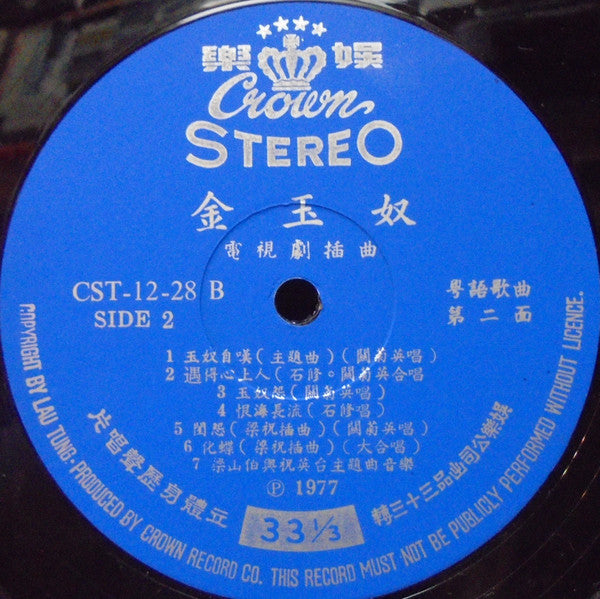 樂娛
Crown
STEREO
金玉奴
電視劇插曲
CST-12-28 B
SIDE 2
粵語歌曲
第二面
1 玉奴自嘆(主題曲)(關菊英唱)
2 遇得心上人(石修。關菊英合唱
3 玉奴怨(關菊英唱)
4 恨海長流(石修唱)
5 閨怨(梁祝插曲)(關菊英唱)
6 化蝶(梁祝插曲)(大合唱)
7 梁山伯與祝英台主題曲音樂
Ⓟ 1977
33 1/3
片唱聲歷身體立
轉三十三品出司公樂娛
COPYRIGHT BY LAU TUNG: PRODUCED BY CROWN RECORD CO. THIS RECORD MUST NOT BE PUBLICLY PERFORMED WITHOUT LICENCE.